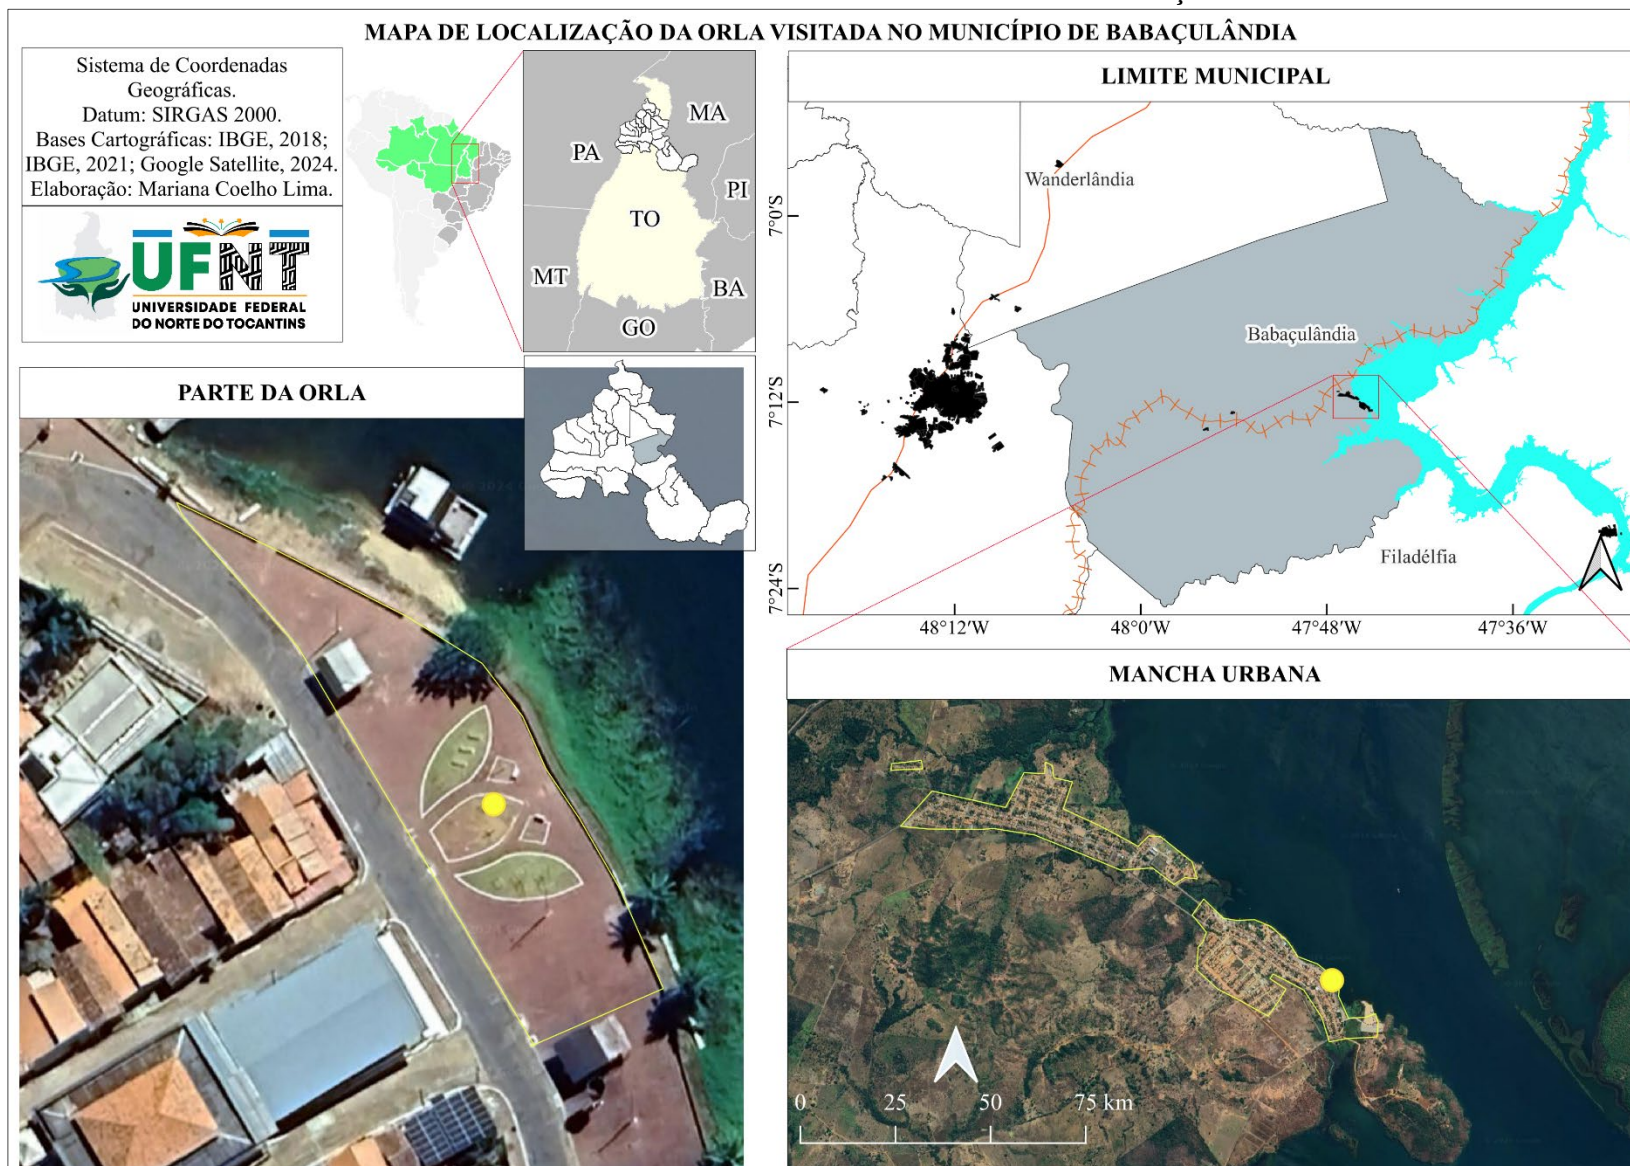 MAPA DE LOCALIZAÇÃO DA ORLA VISITADA NO MUNICÍPIO DE BABAÇULÂNDIA
Sistema de Coordenadas
Geográficas.
Datum: SIRGAS 2000.
Bases Cartográficas: IBGE, 2018;
IBGE, 2021; Google Satellite, 2024.
Elaboração: Mariana Coelho Lima.
UFNT
UNIVERSIDADE FEDERAL
DO NORTE DO TOCANTINS
MA
PA
PI
TO
MT
BA
GO
LIMITE MUNICIPAL
Wanderlândia
Babaçulândia
Filadélfia
7°0'S
7°12'S
7°24'S
48°12'W
48°0'W
47°48'W
47°36'W
PARTE DA ORLA
MANCHA URBANA
0
25
50
75 km